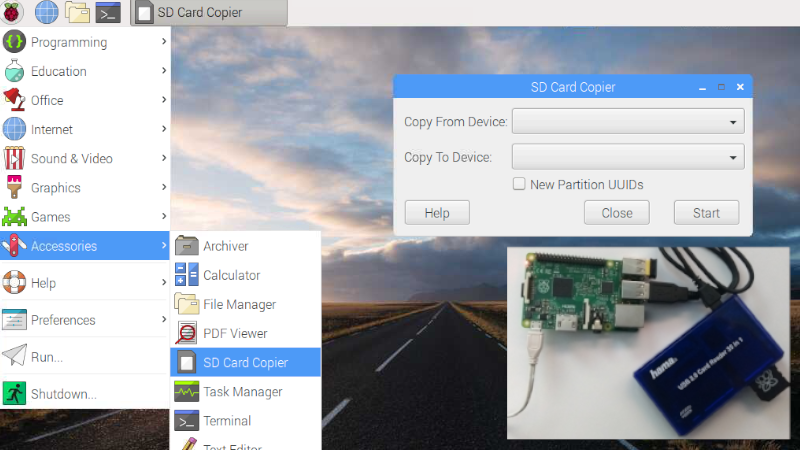 SD Card Copier
Programming
Education
Office
Internet
Sound & Video
Graphics
Games
Accessories
Help
Preferences
Run...
Shutdown...
Archiver
Calculator
File Manager
PDF Viewer
SD Card Copier
Task Manager
Terminal
Text Editor
SD Card Copier
Copy From Device:
Copy To Device:
New Partition UUIDs
Help Close Start
hama.
USB 2.0 Card Reader 35 in 1